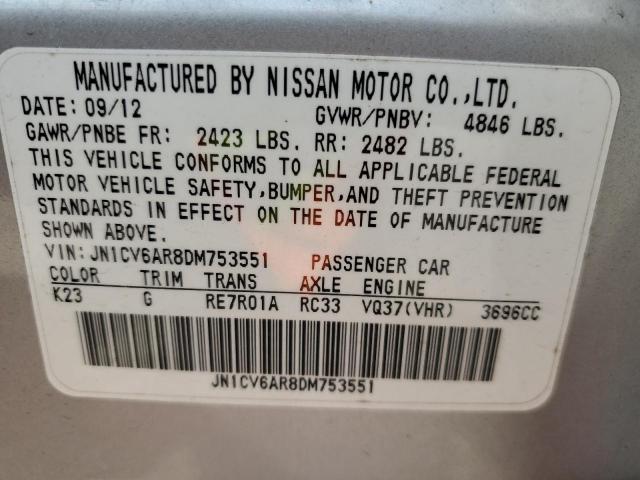 MANUFACTURED BY NISSAN MOTOR CO.,LTD.
DATE: 09/12 GVWR/PNBV: 4846 LBS.
GAWR/PNBE FR: 2423 LBS. RR: 2482 LBS.
THIS VEHICLE CONFORMS TO ALL APPLICABLE FEDERAL
MOTOR VEHICLE SAFETY,BUMPER,AND THEFT PREVENTION
STANDARDS IN EFFECT ON THE DATE OF MANUFACTURE
SHOWN ABOVE.
VIN: JN1CV6AR8DM753551 PASSENGER CAR
COLOR TRIM TRANS AXLE ENGINE
K23 G RE7R01A RC33 VQ37(VHR) 3696CC
JN1CV6AR8DM753551